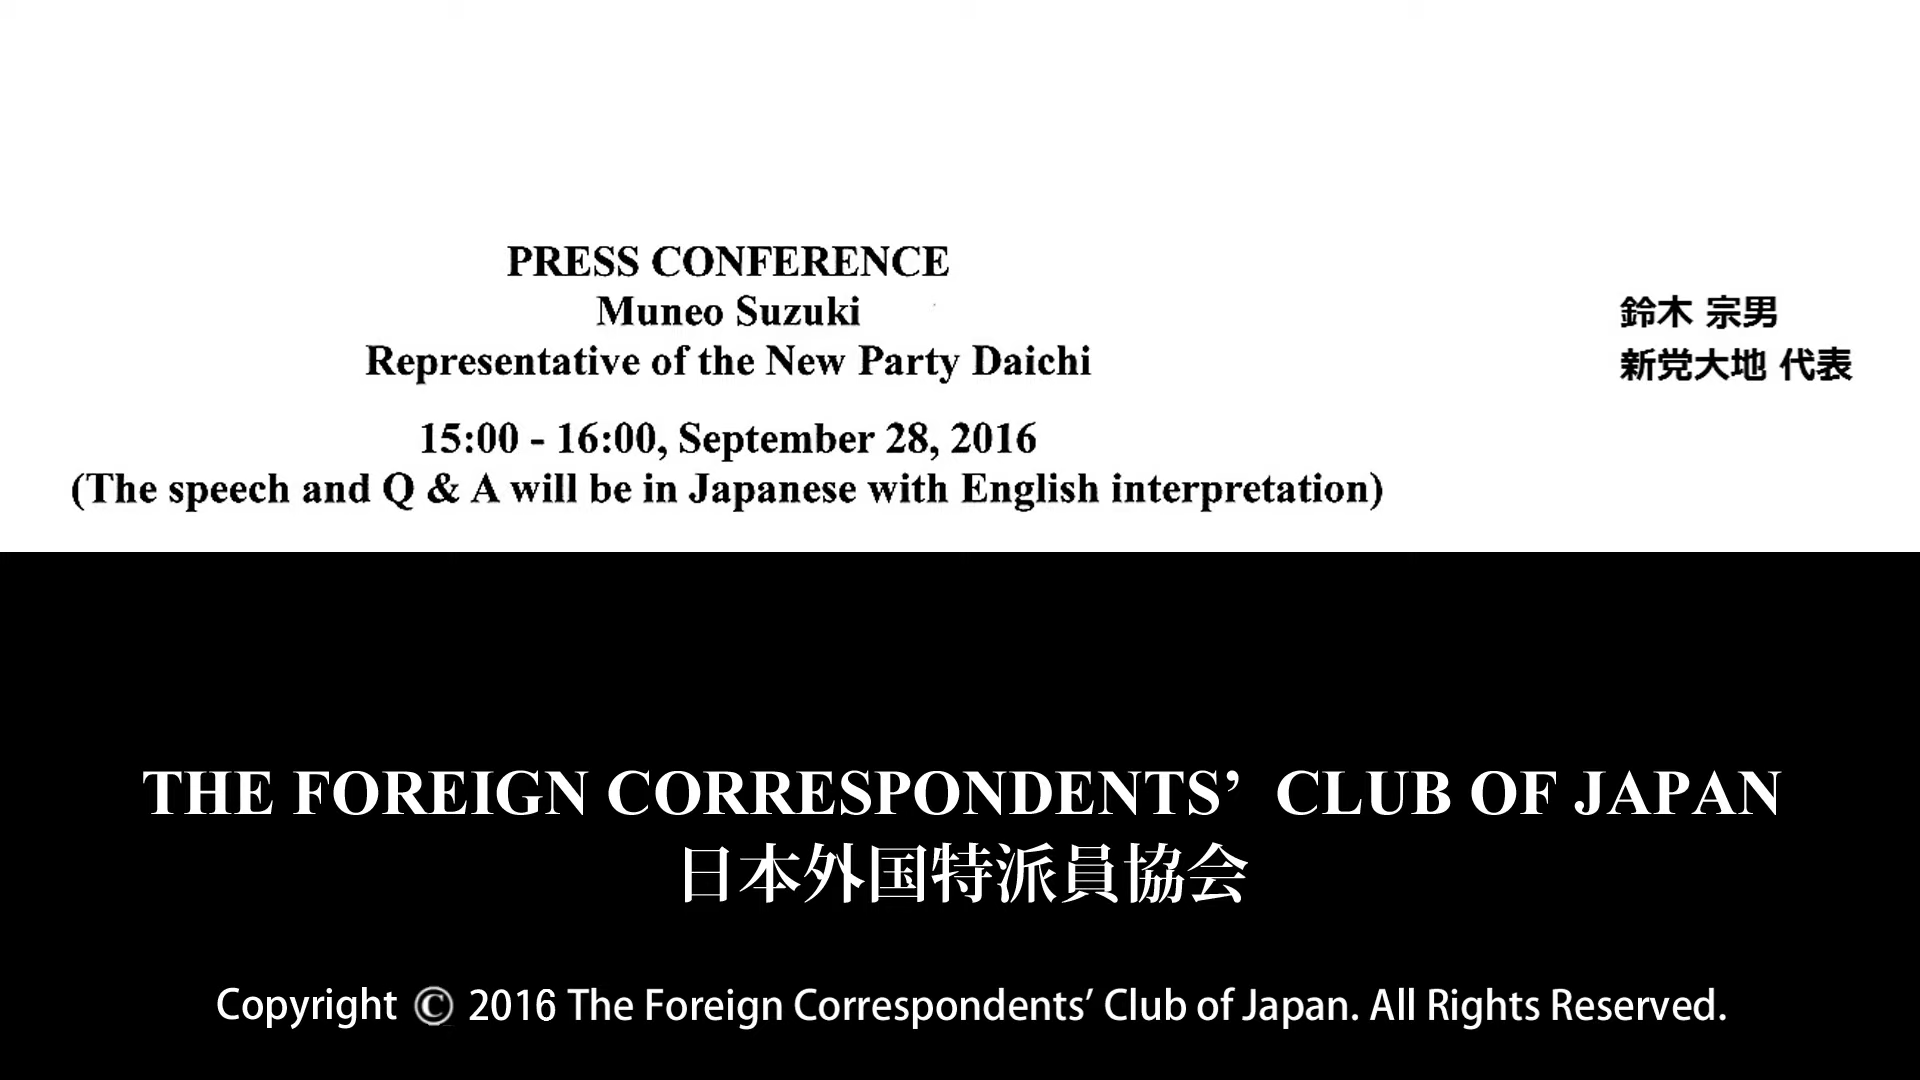 PRESS CONFERENCE
Muneo Suzuki
Representative of the New Party Daichi
15:00 - 16:00, September 28, 2016
(The speech and Q & A will be in Japanese with English interpretation)
鈴木 宗男
新党大地 代表
THE FOREIGN CORRESPONDENTS’ CLUB OF JAPAN
日本外国特派員協会
Copyright © 2016 The Foreign Correspondents’ Club of Japan. All Rights Reserved.